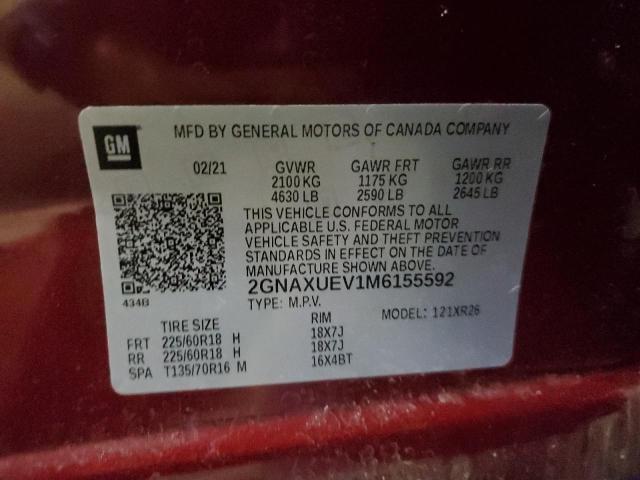 GM
MFD BY GENERAL MOTORS OF CANADA COMPANY
02/21 GVWR GAWR FRT GAWR RR
2100 KG 1175 KG 1200 KG
4630 LB 2590 LB 2645 LB
THIS VEHICLE CONFORMS TO ALL
APPLICABLE U.S. FEDERAL MOTOR
VEHICLE SAFETY AND THEFT PREVENTION
STANDARDS IN EFFECT ON THE DATE OF
MANUFACTURE SHOWN ABOVE.
434B
2GNAXUEV1M6155592
TYPE: M.P.V. MODEL: 121XR26
TIRE SIZE RIM
FRT 225/60R18 H 18X7J
RR 225/60R18 H 18X7J
SPA T135/70R16 M 16X4BT